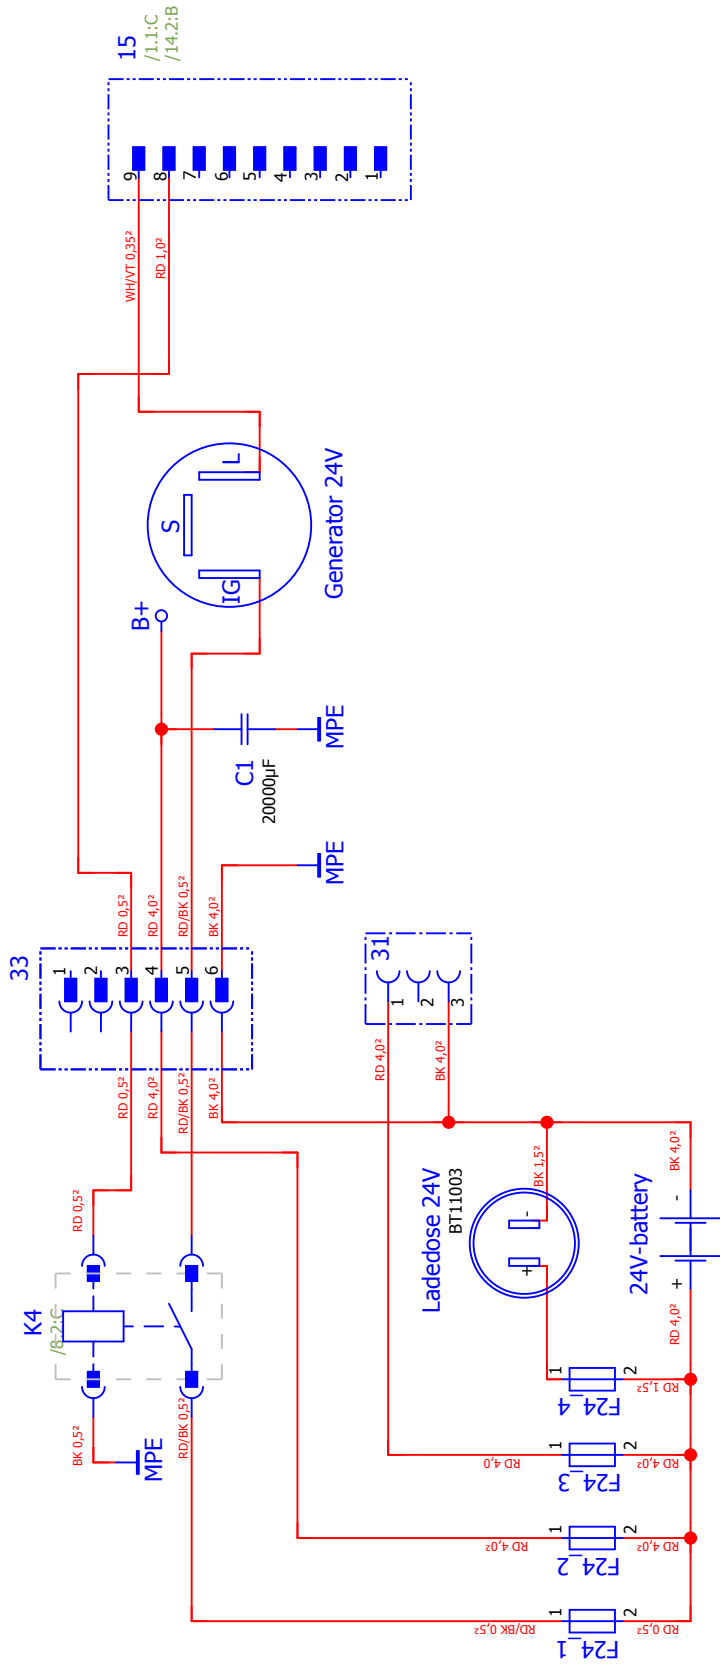 15
/1.1:C
/14.2:B
9
8
7
6
5
4
3
2
1
WH/VT 0,35²
RD 1,0²
L
S
IG
Generator 24V
B+
C1
20000µF
MPE
MPE
RD 0,5²
RD 4,0²
RD/BK 0,5²
BK 4,0²
33
1
2
3
4
5
6
RD 0,5²
RD 4,0²
RD/BK 0,5²
BK 4,0²
31
1
2
3
RD 4,0²
BK 4,0²
RD 0,5²
K4
/8.2:C
BK 0,5²
MPE
RD/BK 0,5²
Ladedose 24V
BT11003
BK 1,5²
-
+
24V-battery
BK 4,0²
-
+
RD 4,0²
1
2
F24_4
RD 1,5²
1
2
F24_3
RD 4,0
RD 4,0²
1
2
F24_2
RD 4,0²
RD 4,0²
1
2
F24_1
RD/BK 0,5²
RD 0,5²